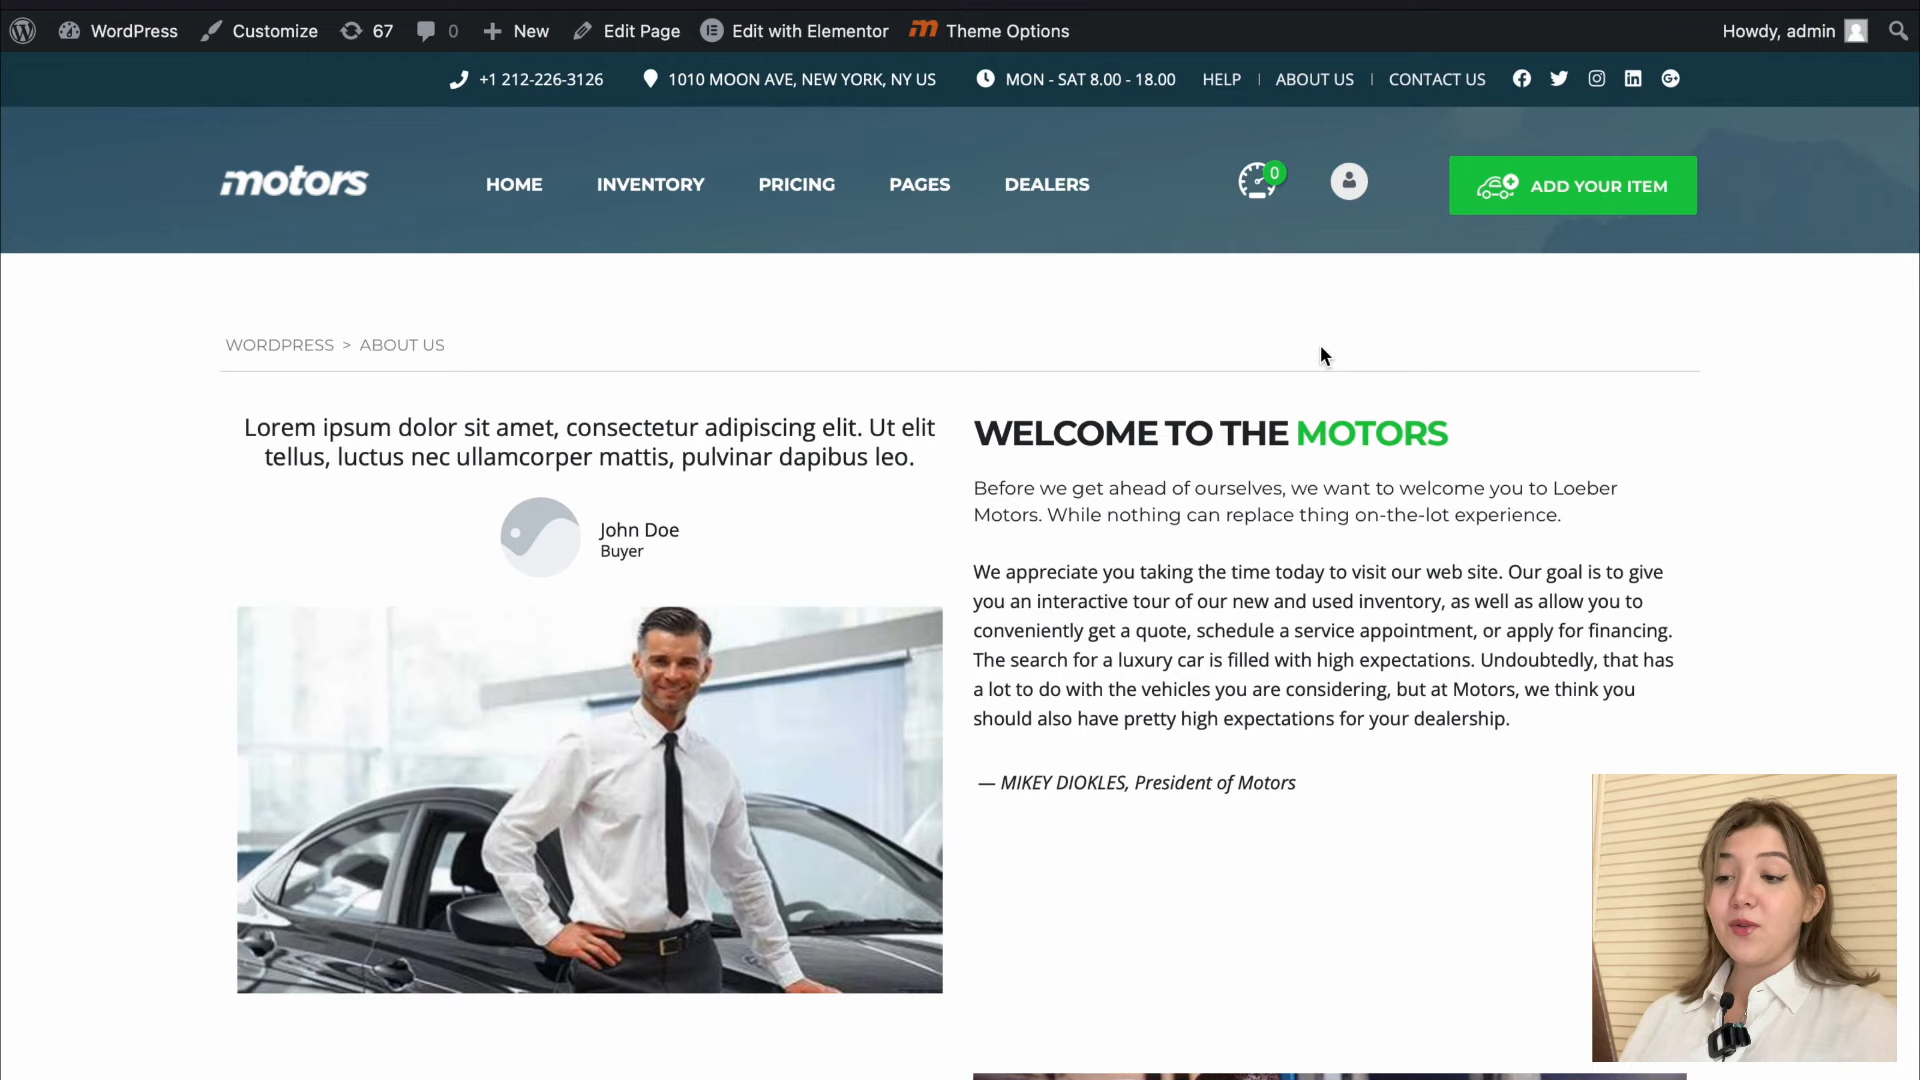 WordPress Customize 67 0 New Edit Page Edit with Elementor Theme Options Howdy, admin
+1 212-226-3126 1010 MOON AVE, NEW YORK, NY US MON - SAT 8.00 - 18.00 HELP | ABOUT US | CONTACT US
motors HOME INVENTORY PRICING PAGES DEALERS 0 ADD YOUR ITEM
WORDPRESS > ABOUT US
Lorem ipsum dolor sit amet, consectetur adipiscing elit. Ut elit
tellus, luctus nec ullamcorper mattis, pulvinar dapibus leo.
John Doe
Buyer
WELCOME TO THE MOTORS
Before we get ahead of ourselves, we want to welcome you to Loeber
Motors. While nothing can replace thing on-the-lot experience.
We appreciate you taking the time today to visit our web site. Our goal is to give
you an interactive tour of our new and used inventory, as well as allow you to
conveniently get a quote, schedule a service appointment, or apply for financing.
The search for a luxury car is filled with high expectations. Undoubtedly, that has
a lot to do with the vehicles you are considering, but at Motors, we think you
should also have pretty high expectations for your dealership.
— MIKEY DIOKLES, President of Motors